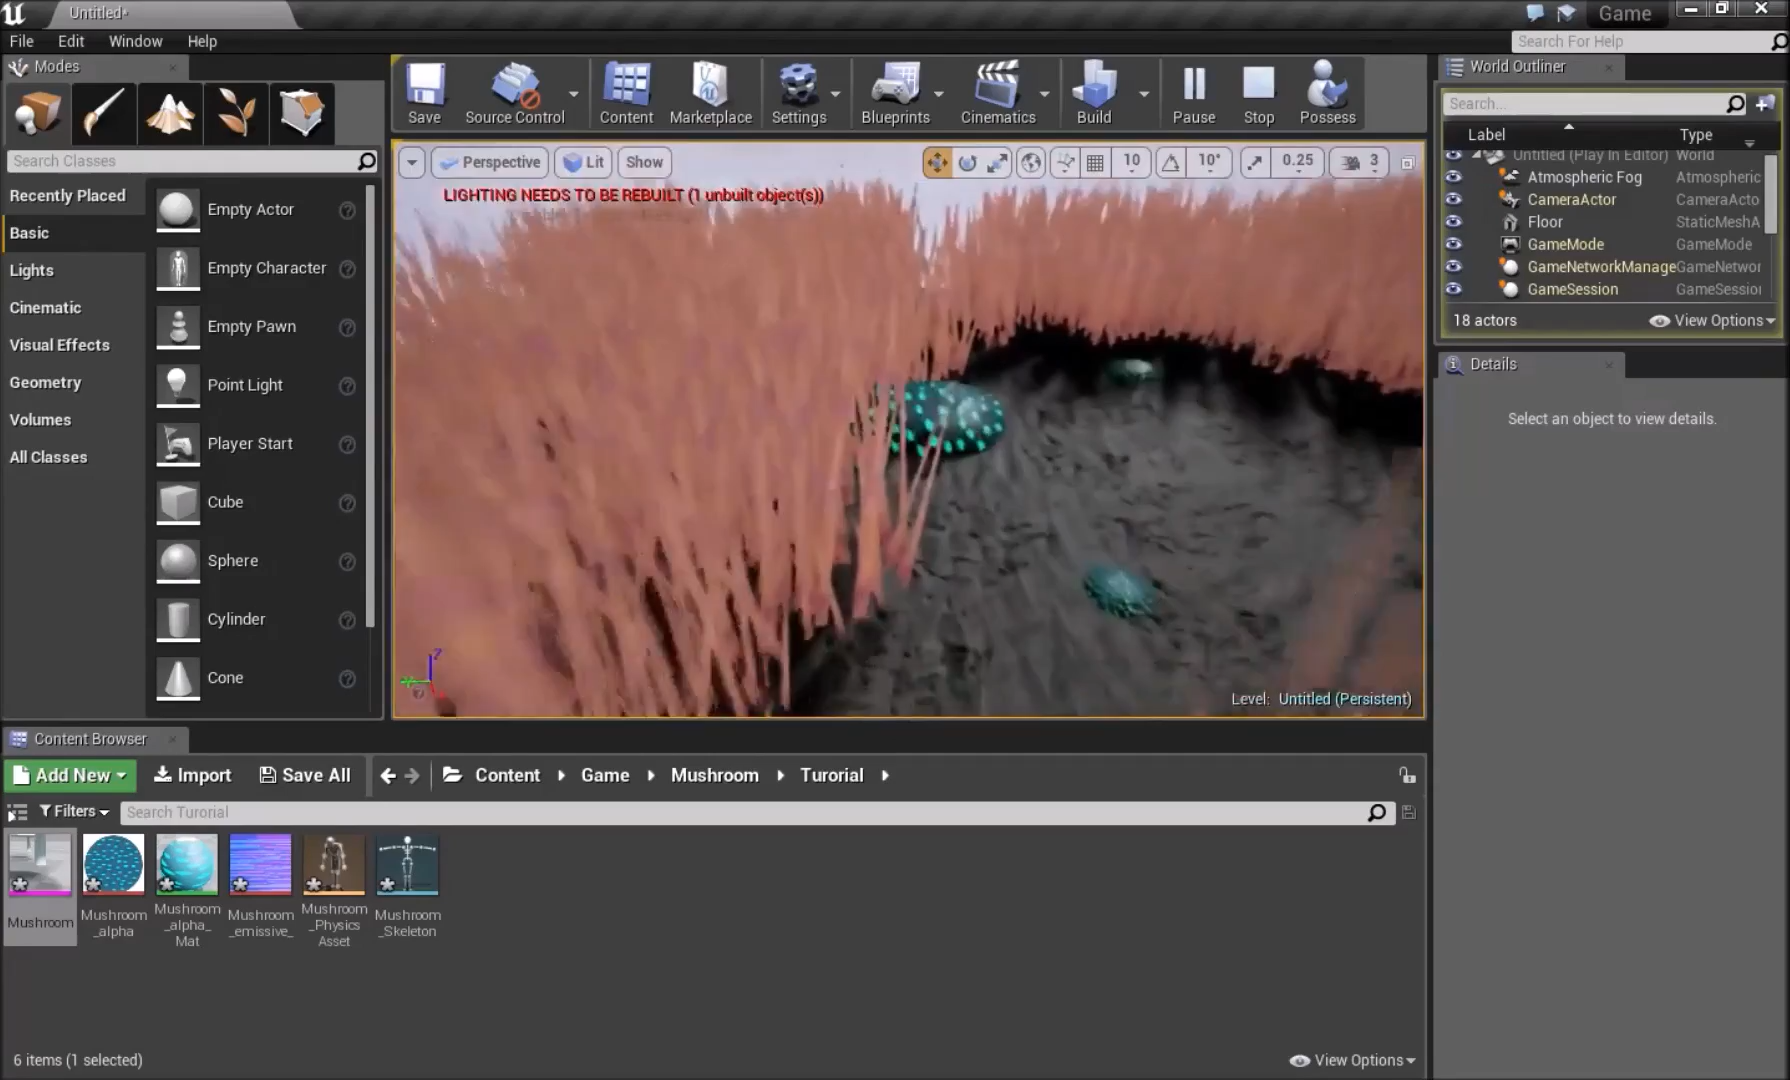 Untitled*
Game
File Edit Window Help
Search For Help
Modes
Search Classes
Recently Placed
Basic
Lights
Cinematic
Visual Effects
Geometry
Volumes
All Classes
Empty Actor
Empty Character
Empty Pawn
Point Light
Player Start
Cube
Sphere
Cylinder
Cone
Save
Source Control
Content
Marketplace
Settings
Blueprints
Cinematics
Build
Pause
Stop
Possess
Perspective
Lit
Show
10
10°
0.25
3
LIGHTING NEEDS TO BE REBUILT (1 unbuilt object(s))
Z
Level: Untitled (Persistent)
World Outliner
Search...
Label Type
Untitled (Play In Editor) World
Atmospheric Fog Atmospheric
CameraActor CameraActo
Floor StaticMeshA
GameMode GameMode
GameNetworkManage GameNetwor
GameSession GameSession
18 actors
View Options
Details
Select an object to view details.
Content Browser
Add New
Import
Save All
Content
Game
Mushroom
Turorial
Filters
Search Turorial
Mushroom
Mushroom
_alpha
Mushroom
_alpha_
Mat
Mushroom
_emissive_
Mushroom
_Physics
Asset
Mushroom
_Skeleton
6 items (1 selected)
View Options